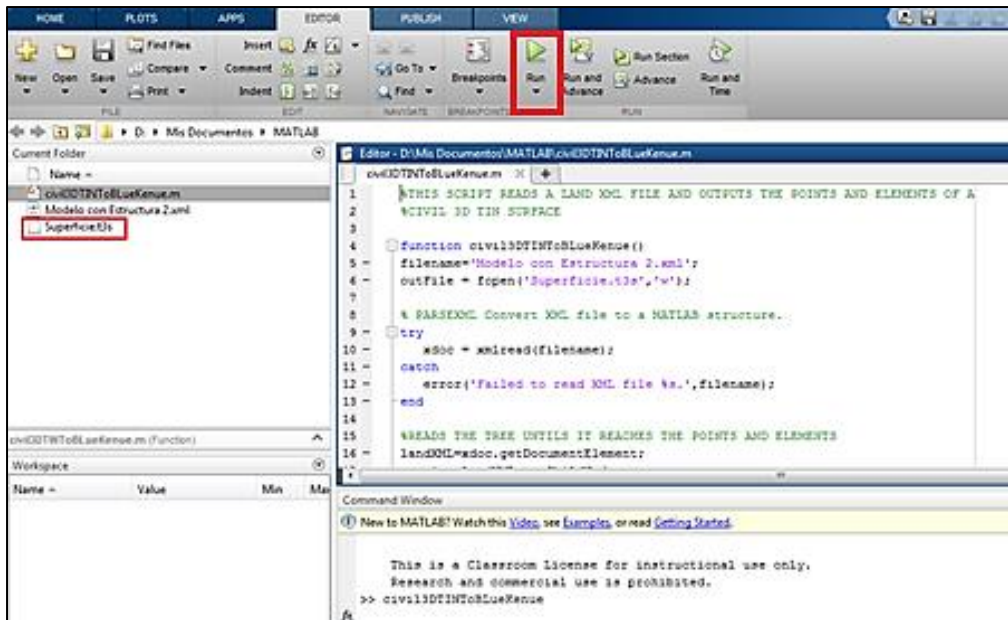 HOME PLOTS APPS EDITOR PUBLISH VIEW
Find Files Insert fx Run Section
New Open Save Compare Comment Go To Breakpoints Run Run and Advance Advance Run and Time
Print Indent Find
FILE EDIT NAVIGATE BREAKPOINTS RUN
D: Mis Documentos MATLAB
Current Folder
Name
civil3DTINToBLueKenue.m
Modelo con Estructura 2.xml
Superficie.t3s
civil3DTINToBLueKenue.m (Function)
Workspace
Name Value Min Max
Editor - D:\Mis Documentos\MATLAB\civil3DTINToBLueKenue.m
civil3DTINToBLueKenue.m
1 %THIS SCRIPT READS A LAND XML FILE AND OUTPUTS THE POINTS AND ELEMENTS OF A
2 %CIVIL 3D TIN SURFACE
3
4 function civil3DTINToBLueKenue()
5 - filename='Modelo con Estructura 2.xml';
6 - outFile = fopen('Superficie.t3s','w');
7
8 % PARSEXML Convert XML file to a MATLAB structure.
9 - try
10 - xdoc = xmlread(filename);
11 - catch
12 - error('Failed to read XML file %s.',filename);
13 - end
14
15 %READS THE TREE UNTILS IT REACHES THE POINTS AND ELEMENTS
16 - landXML=xdoc.getDocumentElement;
Command Window
New to MATLAB? Watch this Video, see Examples, or read Getting Started.
This is a Classroom License for instructional use only.
Research and commercial use is prohibited.
>> civil3DTINToBLueKenue
fx